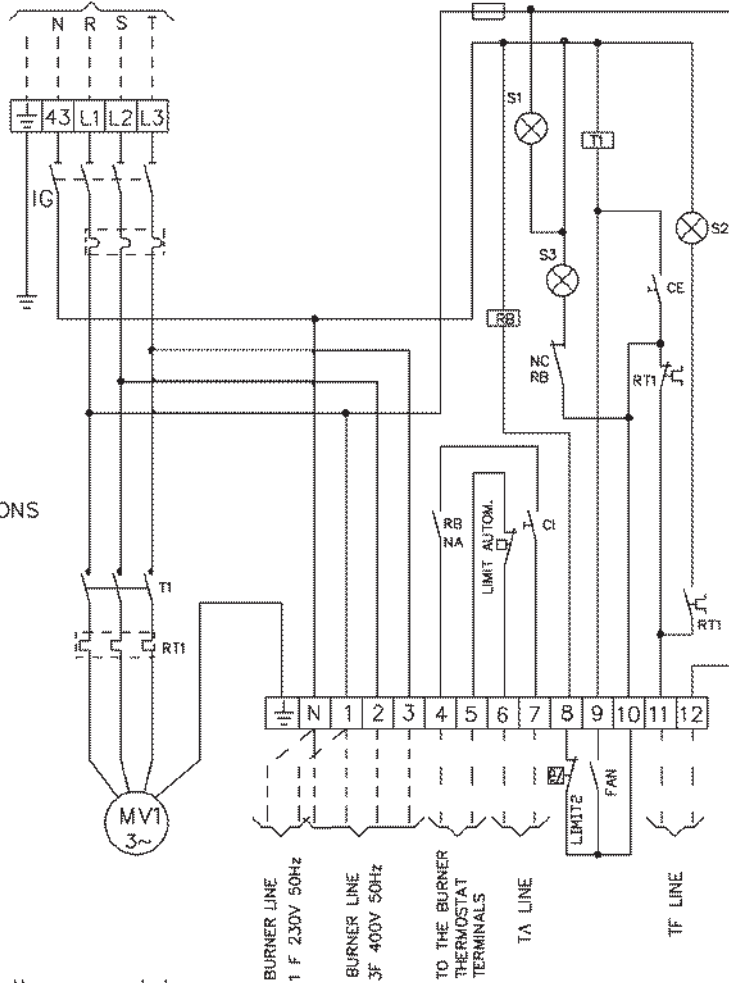 N R S T
43 L1 L2 L3
IG
S1
T1
S2
S3
CE
RB
NC
RB
RT1
ONS
RB
NA
LIMIT AUTOM.
CI
T1
RT1
RT1
N 1 2 3 4 5 6 7 8 9 10 11 12
MV1
3~
LIMIT2
FAN
BURNER LINE
1 F 230V 50Hz
BURNER LINE
3F 400V 50Hz
TO THE BURNER
THERMOSTAT
TERMINALS
TA LINE
TF LINE